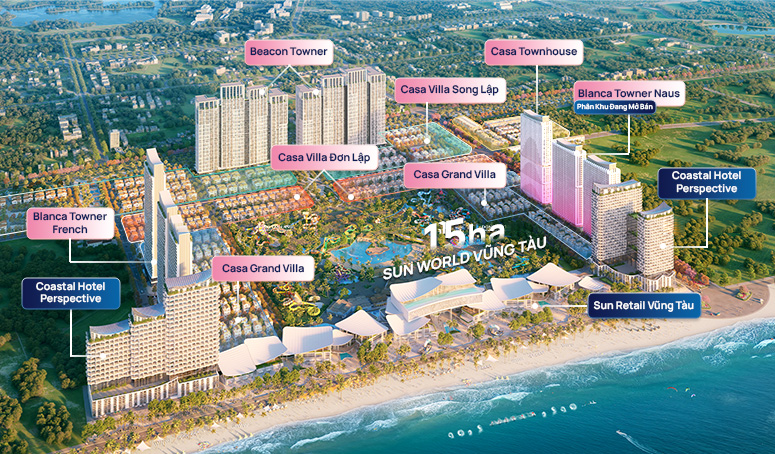 Beacon Towner
Casa Townhouse
Casa Villa Song Lập
Blanca Towner Naus
Phân Khu Đang Mở Bán
Casa Villa Đơn Lập
Casa Grand Villa
Coastal Hotel
Perspective
Blanca Towner
French
15ha
SUN WORLD VŨNG TÀU
Casa Grand Villa
Coastal Hotel
Perspective
Sun Retail Vũng Tàu